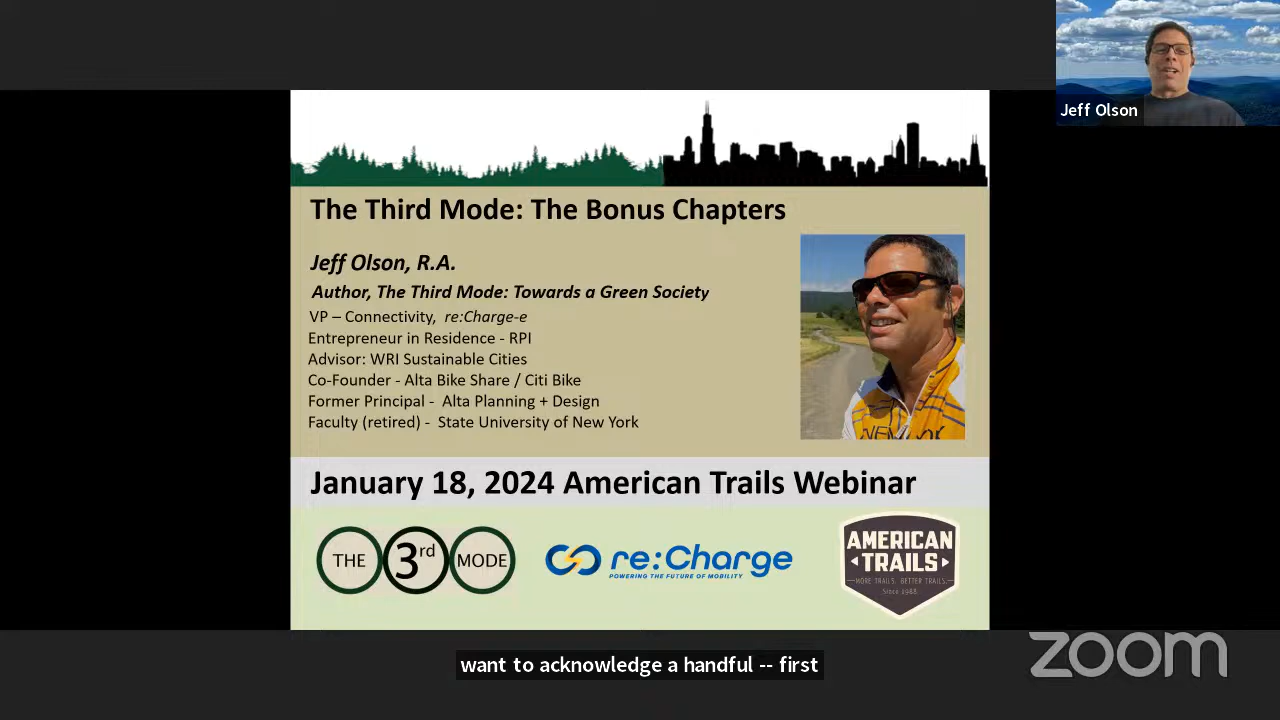 Jeff Olson
The Third Mode: The Bonus Chapters
Jeff Olson, R.A.
Author, The Third Mode: Towards a Green Society
VP – Connectivity, re:Charge-e
Entrepreneur in Residence - RPI
Advisor: WRI Sustainable Cities
Co-Founder - Alta Bike Share / Citi Bike
Former Principal - Alta Planning + Design
Faculty (retired) - State University of New York
NEW YORK
January 18, 2024 American Trails Webinar
THE 3rd MODE
re:Charge
POWERING THE FUTURE OF MOBILITY
AMERICAN
TRAILS
MORE TRAILS. BETTER TRAILS.
Since 1988
want to acknowledge a handful -- first
zoom